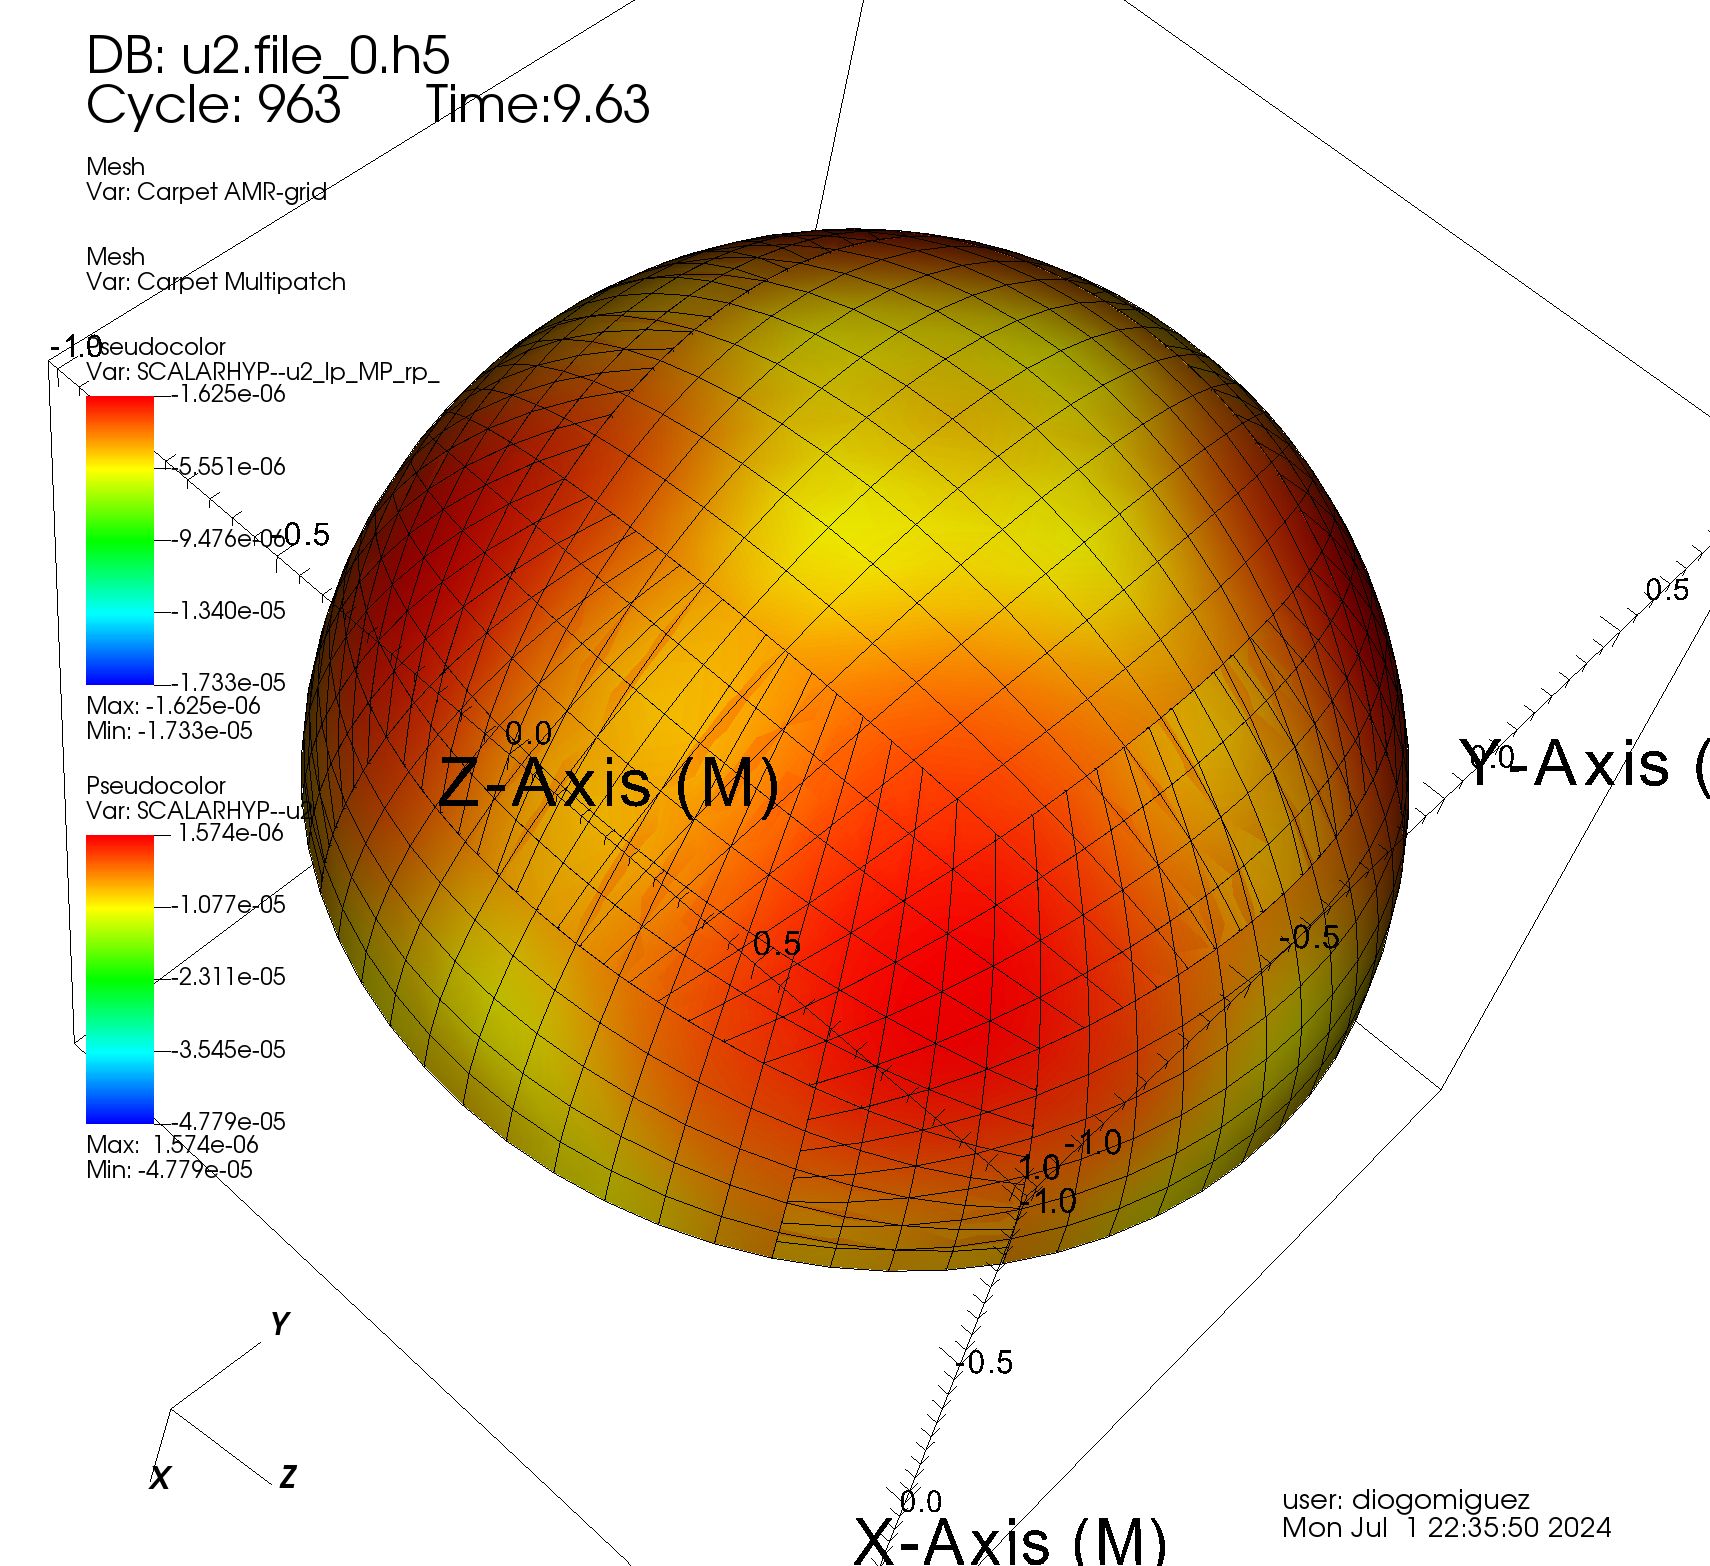 DB: u2.file_0.h5
Cycle: 963 Time:9.63
Mesh
Var: Carpet AMR-grid
Mesh
Var: Carpet Multipatch
Pseudocolor
Var: SCALARHYP--u2_lp_MP_rp_
-1.625e-06
-5.551e-06
-9.476e-06
-1.340e-05
-1.733e-05
Max: -1.625e-06
Min: -1.733e-05
Pseudocolor
Var: SCALARHYP--u2
1.574e-06
-1.077e-05
-2.311e-05
-3.545e-05
-4.779e-05
Max: 1.574e-06
Min: -4.779e-05
-1.0
-0.5
0.0
Z-Axis (M)
0.5
1.0
0.5
0.0
Y-Axis (
-0.5
-1.0
-1.0
-0.5
0.0
X-Axis (M)
Y
X
Z
user: diogomiguez
Mon Jul 1 22:35:50 2024